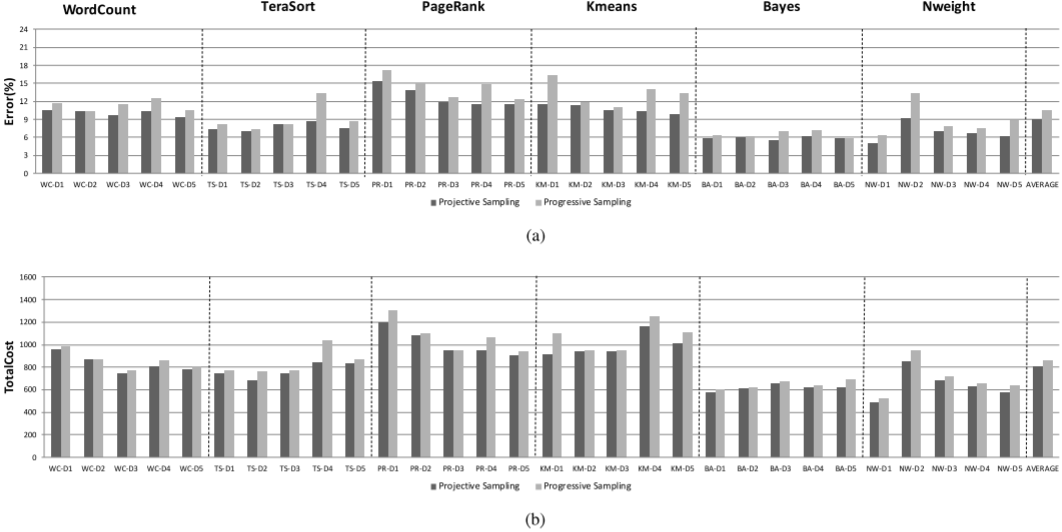 WordCount TeraSort PageRank Kmeans Bayes Nweight
Error(%)
24
21
18
15
12
9
6
3
0
WC-D1 WC-D2 WC-D3 WC-D4 WC-D5 TS-D1 TS-D2 TS-D3 TS-D4 TS-D5 PR-D1 PR-D2 PR-D3 PR-D4 PR-D5 KM-D1 KM-D2 KM-D3 KM-D4 KM-D5 BA-D1 BA-D2 BA-D3 BA-D4 BA-D5 NW-D1 NW-D2 NW-D3 NW-D4 NW-D5 AVERAGE
Projective Sampling Progressive Sampling
(a)
TotalCost
1600
1400
1200
1000
800
600
400
200
0
WC-D1 WC-D2 WC-D3 WC-D4 WC-D5 TS-D1 TS-D2 TS-D3 TS-D4 TS-D5 PR-D1 PR-D2 PR-D3 PR-D4 PR-D5 KM-D1 KM-D2 KM-D3 KM-D4 KM-D5 BA-D1 BA-D2 BA-D3 BA-D4 BA-D5 NW-D1 NW-D2 NW-D3 NW-D4 NW-D5 AVERAGE
Projective Sampling Progressive Sampling
(b)